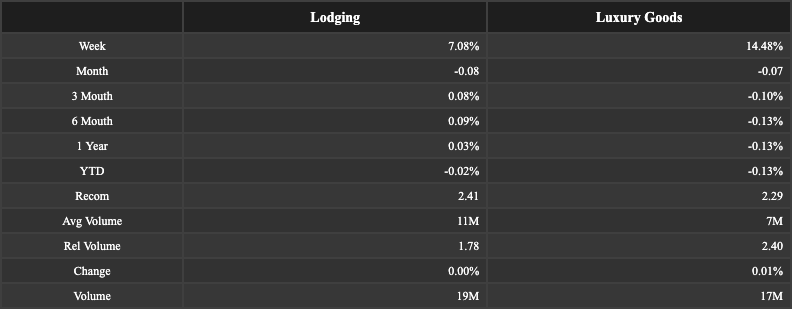 Lodging Luxury Goods
Week 7.08% 14.48%
Month -0.08 -0.07
3 Mouth 0.08% -0.10%
6 Mouth 0.09% -0.13%
1 Year 0.03% -0.13%
YTD -0.02% -0.13%
Recom 2.41 2.29
Avg Volume 11M 7M
Rel Volume 1.78 2.40
Change 0.00% 0.01%
Volume 19M 17M